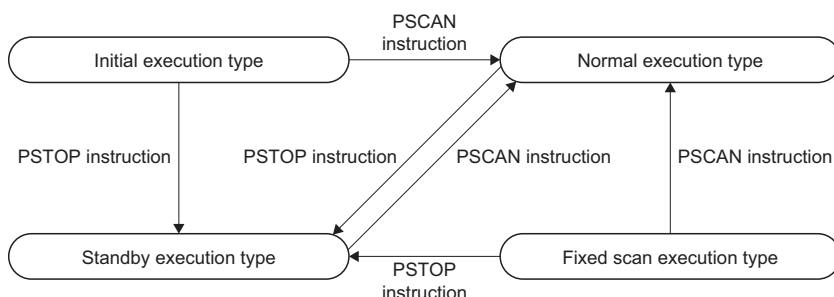 PSCAN
instruction
Initial execution type
Normal execution type
PSTOP instruction
PSTOP instruction
PSCAN instruction
PSCAN instruction
Standby execution type
Fixed scan execution type
PSTOP
instruction